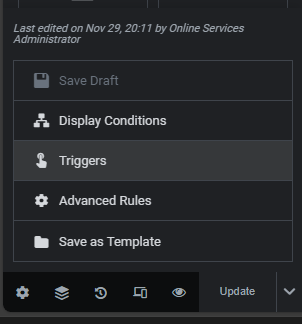 Last edited on Nov 29, 20:11 by Online Services
Administrator
Save Draft
Display Conditions
Triggers
Advanced Rules
Save as Template
Update